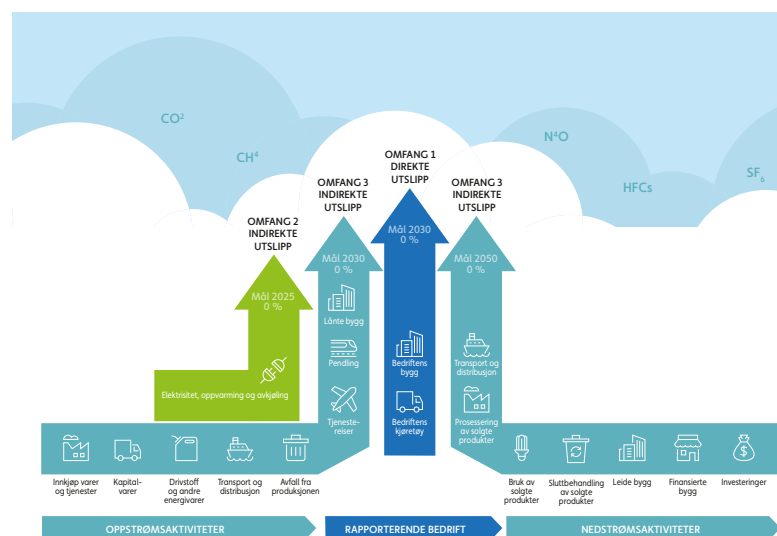 CO²
CH⁴
N⁴O
HFCs
SF₆
OMFANG 2
INDIREKTE
UTSLIPP
Mål 2025
0 %
Elektrisitet, oppvarming og avkjøling
OMFANG 3
INDIREKTE
UTSLIPP
Mål 2030
0 %
Lånte bygg
Pendling
Tjeneste-
reiser
OMFANG 1
DIREKTE
UTSLIPP
Mål 2030
0 %
Bedriftens
bygg
Bedriftens
kjøretøy
OMFANG 3
INDIREKTE
UTSLIPP
Mål 2050
0 %
Transport og
distribusjon
Prosessering
av solgte
produkter
Innkjøp varer
og tjenester
Kapital-
varer
Drivstoff
og andre
energivarer
Transport og
distribusjon
Avfall fra
produksjonen
Bruk av
solgte
produkter
Sluttbehandling
av solgte
produkter
Leide bygg
Finansierte
bygg
Investeringer
OPPSTRØMSAKTIVITETER
RAPPORTERENDE BEDRIFT
NEDSTRØMSAKTIVITETER